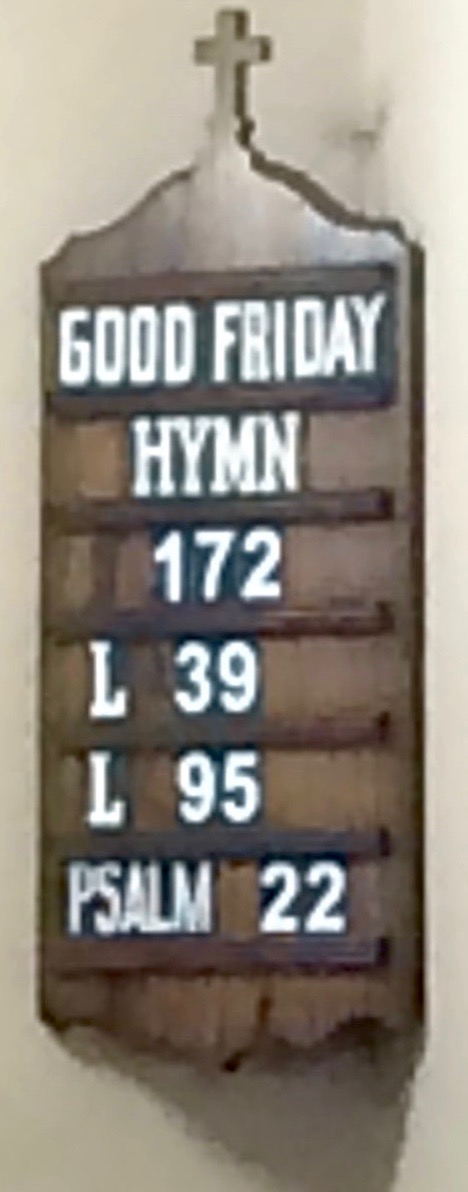 GOOD FRIDAY
HYMN
172
L 39
L 95
PSALM 22